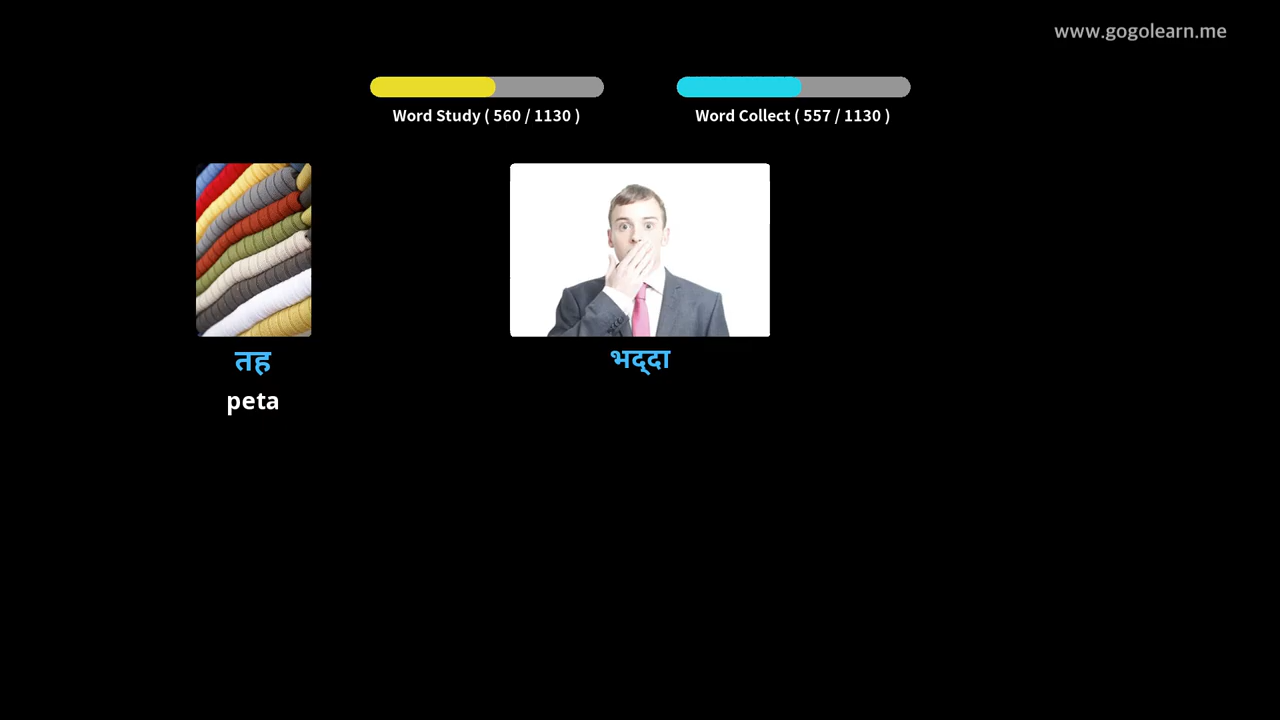 www.gogolearn.me
Word Study ( 560 / 1130 )
Word Collect ( 557 / 1130 )
तह
peta
भद्‌दा